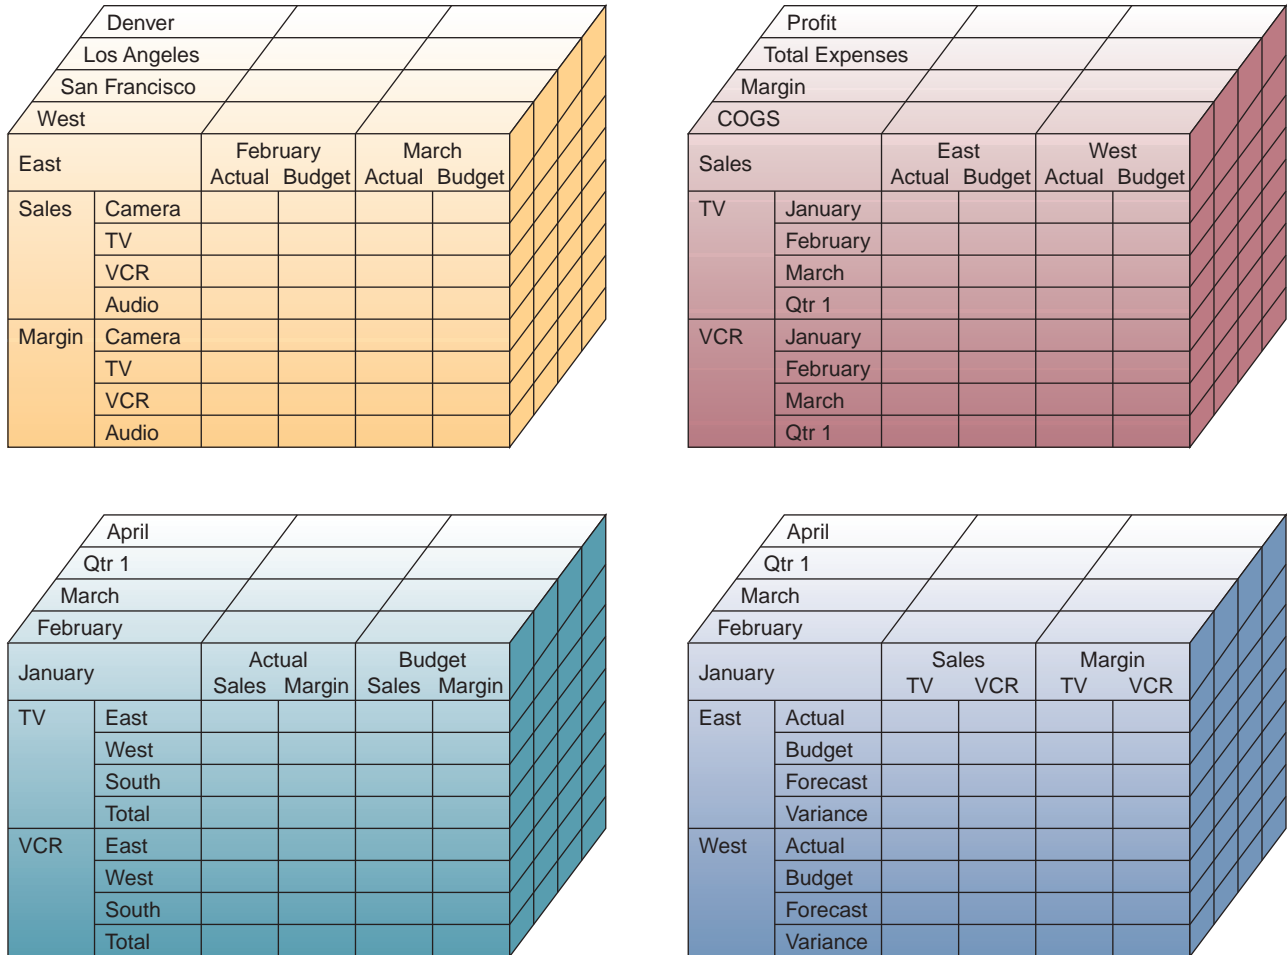 Denver
Los Angeles
San Francisco
West
East
February March
Actual Budget Actual Budget
Sales Camera
TV
VCR
Audio
Margin Camera
TV
VCR
Audio
Profit
Total Expenses
Margin
COGS
Sales
East West
Actual Budget Actual Budget
TV January
February
March
Qtr 1
VCR January
February
March
Qtr 1
April
Qtr 1
March
February
January
Actual Budget
Sales Margin Sales Margin
TV East
West
South
Total
VCR East
West
South
Total
April
Qtr 1
March
February
January
Sales Margin
TV VCR TV VCR
East Actual
Budget
Forecast
Variance
West Actual
Budget
Forecast
Variance